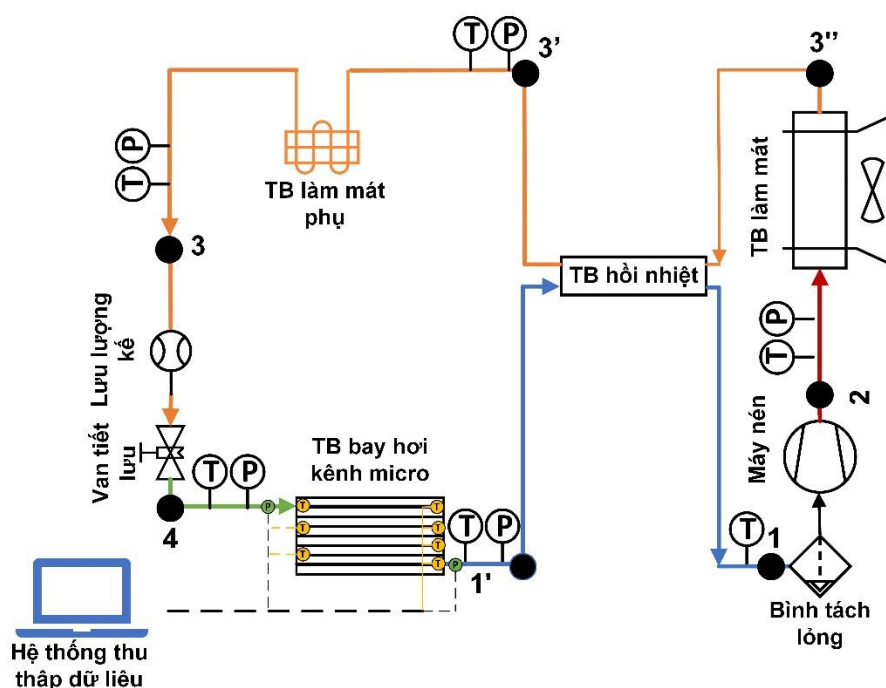 T P 3'
3''
P
T
TB làm mát
phụ
TB làm mát
3
TB hồi nhiệt
Lưu lượng
kế
P
T
2
Máy nén
Van tiết
lưu
TB bay hơi
kênh micro
T P
P
T
T
T
T
T
T
T
T P
P
4
1'
T
1
Bình tách
lỏng
Hệ thống thu
thập dữ liêu